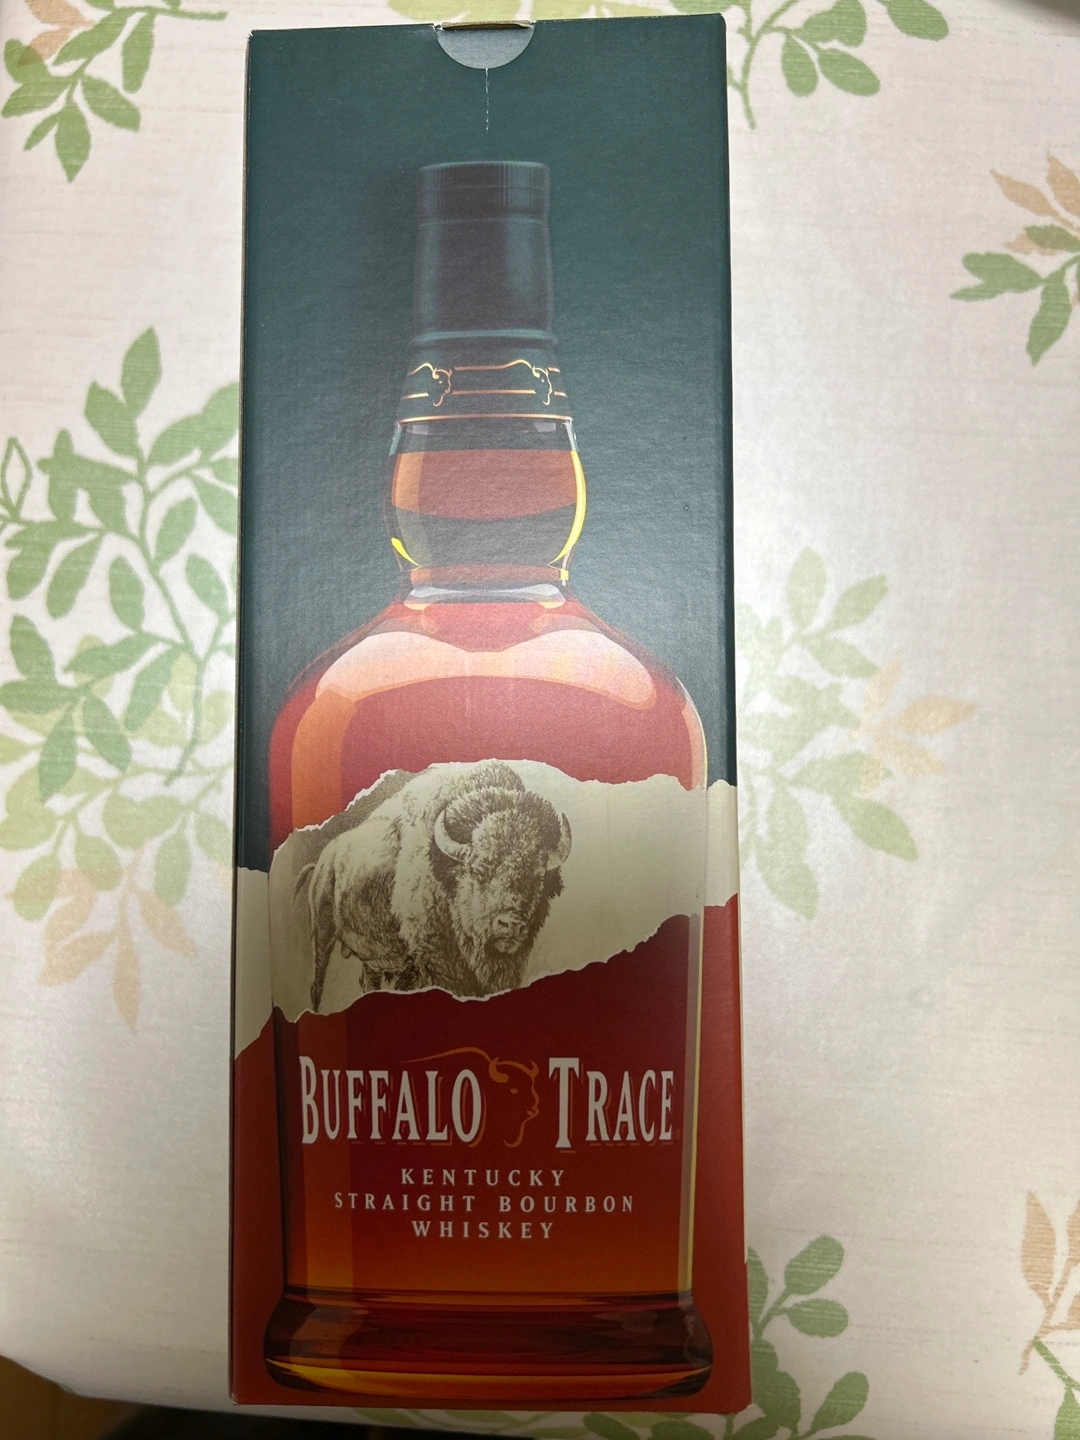 BUFFALO TRACE
KENTUCKY
STRAIGHT BOURBON
WHISKEY